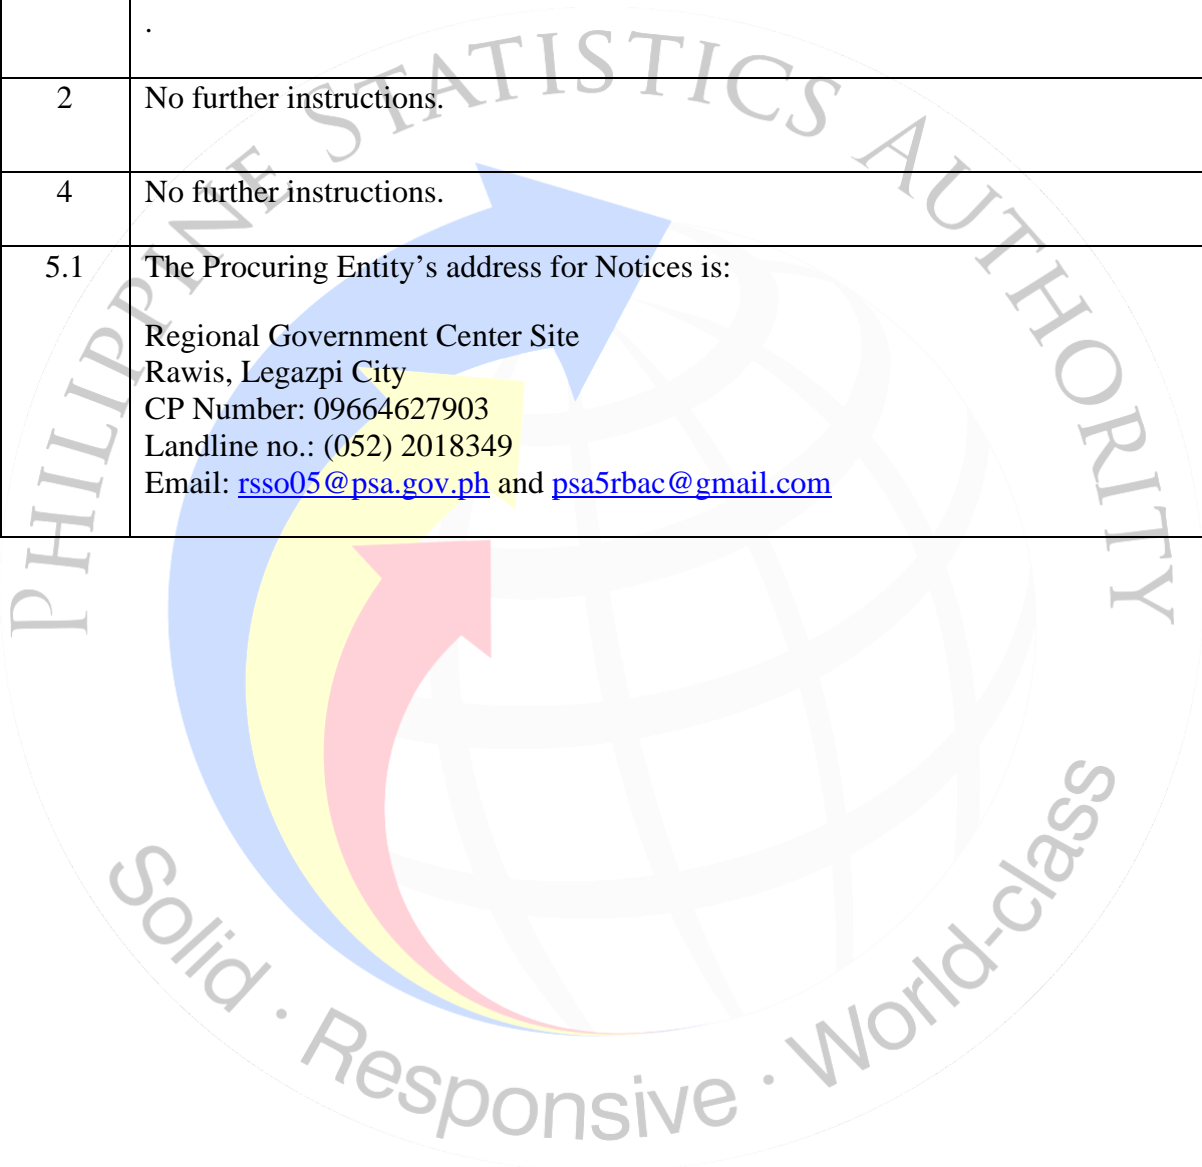 .
2 No further instructions.
4 No further instructions.
5.1 The Procuring Entity’s address for Notices is:
Regional Government Center Site
Rawis, Legazpi City
CP Number: 09664627903
Landline no.: (052) 2018349
Email: rsso05@psa.gov.ph and psa5rbac@gmail.com
PHILIPPINE STATISTICS AUTHORITY
Solid · Responsive · World-class